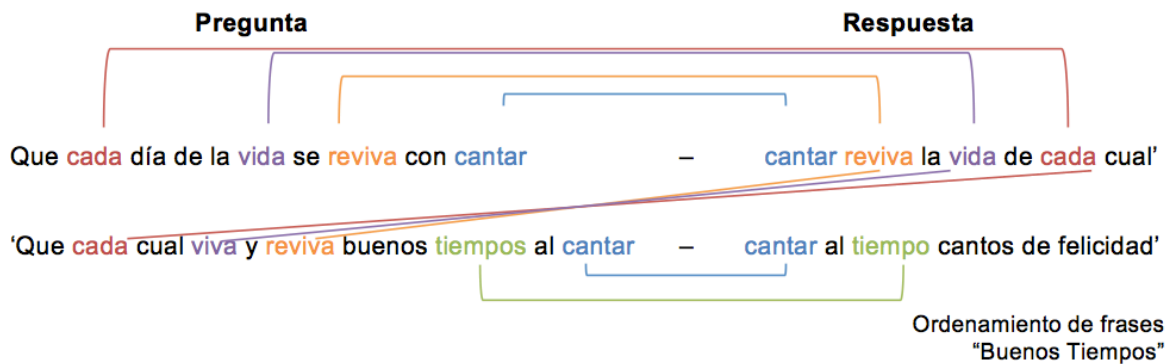 Pregunta Respuesta
Que cada día de la vida se reviva con cantar – cantar reviva la vida de cada cual’
‘Que cada cual viva y reviva buenos tiempos al cantar – cantar al tiempo cantos de felicidad’
Ordenamiento de frases
“Buenos Tiempos”